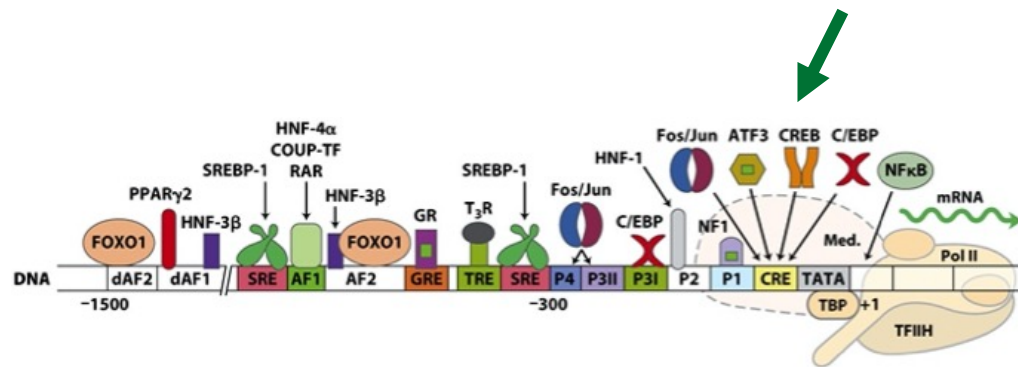 HNF-4α
COUP-TF
RAR
SREBP-1
HNF-3β
PPARγ2
HNF-3β
FOXO1
FOXO1
GR
T₃R
SREBP-1
Fos/Jun
C/EBP
HNF-1
NF1
Fos/Jun
ATF3
CREB
C/EBP
NFκB
mRNA
Med.
Pol II
DNA
dAF2
dAF1
SRE
AF1
AF2
GRE
TRE
SRE
P4
P3II
P3I
P2
P1
CRE
TATA
−1500
−300
TBP
+1
TFIIH